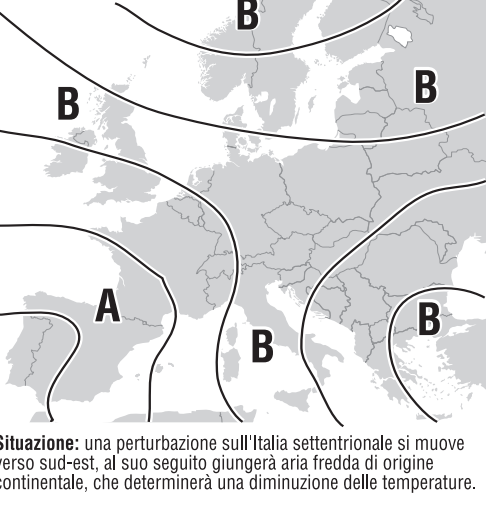 B
B
B
A
B
B
Situazione: una perturbazione sull'Italia settentrionale si muove
verso sud-est, al suo seguito giungerà aria fredda di origine
continentale, che determinerà una diminuzione delle temperature.